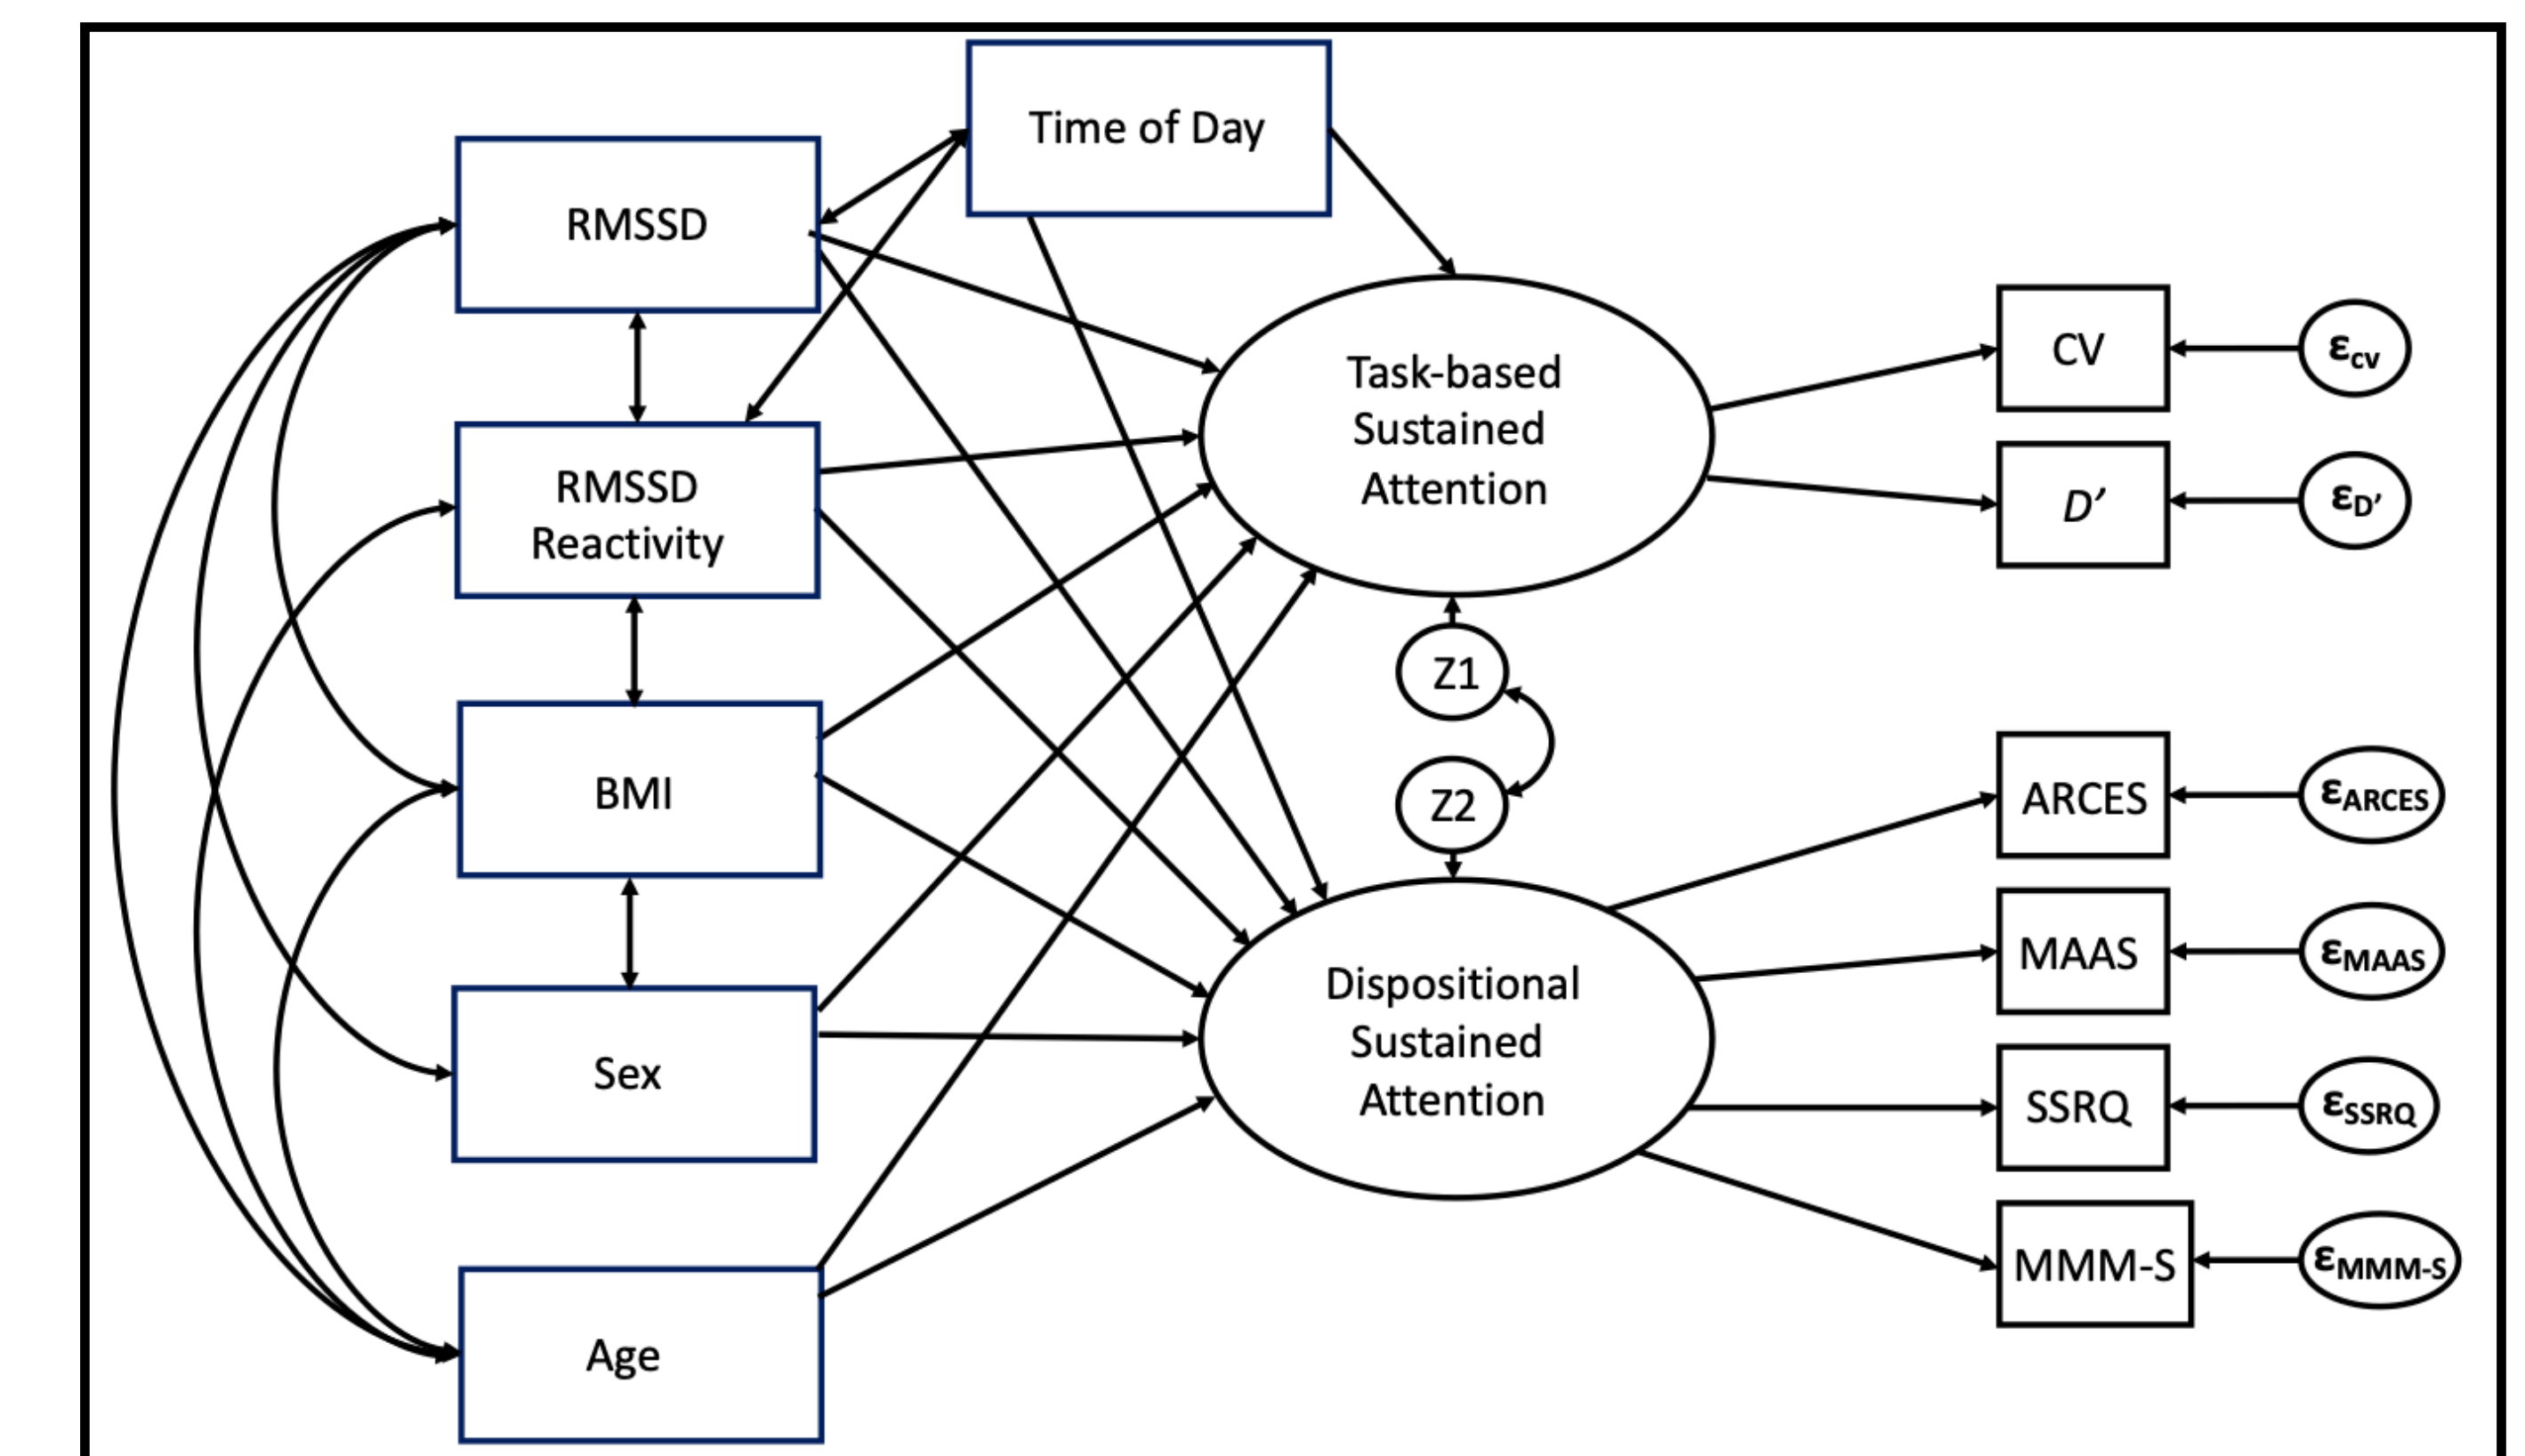 Time of Day
RMSSD
RMSSD
Reactivity
BMI
Sex
Age
Task-based
Sustained
Attention
Z1
Z2
Dispositional
Sustained
Attention
CV
εcv
D′
εD′
ARCES
εARCES
MAAS
εMAAS
SSRQ
εSSRQ
MMM-S
εMMM-S